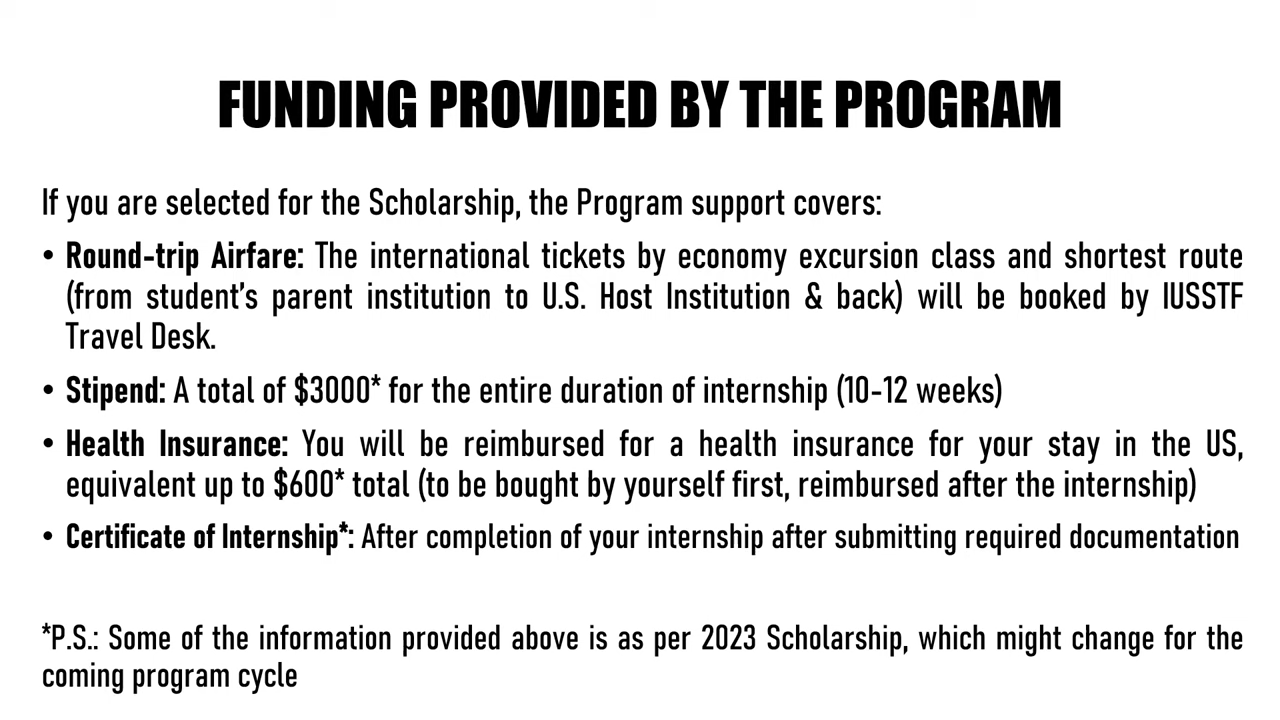 FUNDING PROVIDED BY THE PROGRAM
If you are selected for the Scholarship, the Program support covers:
• Round-trip Airfare: The international tickets by economy excursion class and shortest route
(from student's parent institution to U.S. Host Institution & back) will be booked by IUSSTF
Travel Desk.
• Stipend: A total of $3000* for the entire duration of internship (10-12 weeks)
• Health Insurance: You will be reimbursed for a health insurance for your stay in the US,
equivalent up to $600* total (to be bought by yourself first, reimbursed after the internship)
• Certificate of Internship*: After completion of your internship after submitting required documentation
*P.S.: Some of the information provided above is as per 2023 Scholarship, which might change for the
coming program cycle